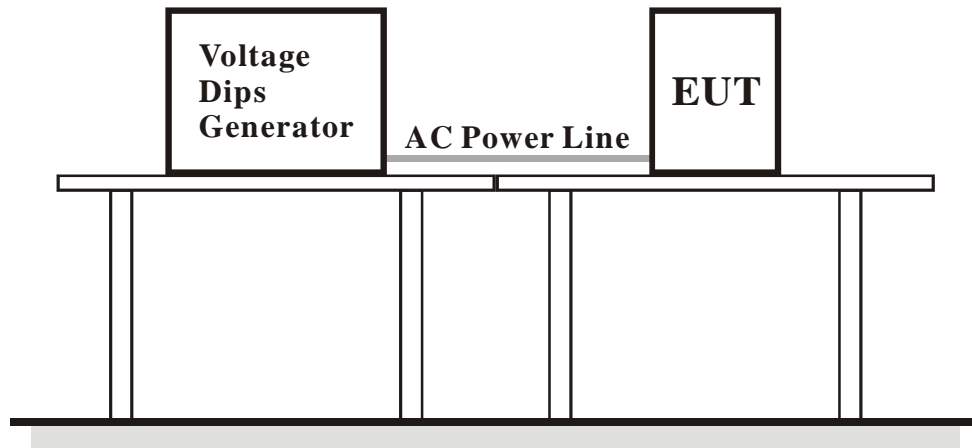 Voltage
Dips
Generator
EUT
AC Power Line